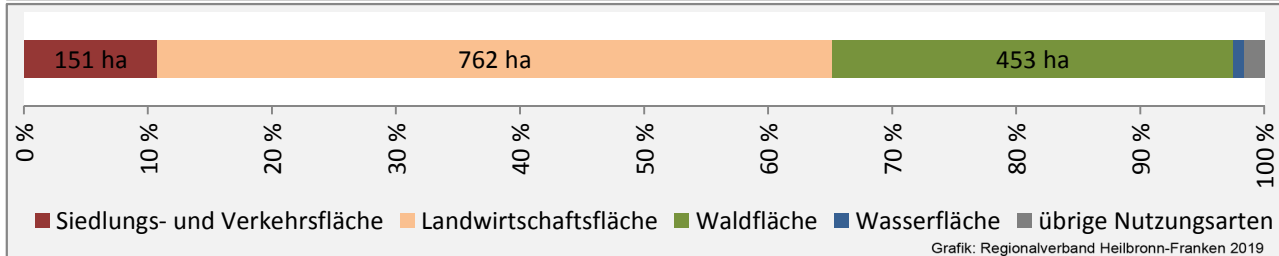 151 ha 762 ha 453 ha
0 % 10 % 20 % 30 % 40 % 50 % 60 % 70 % 80 % 90 % 100 %
Siedlungs- und Verkehrsfläche Landwirtschaftsfläche Waldfläche Wasserfläche übrige Nutzungsarten
Grafik: Regionalverband Heilbronn-Franken 2019